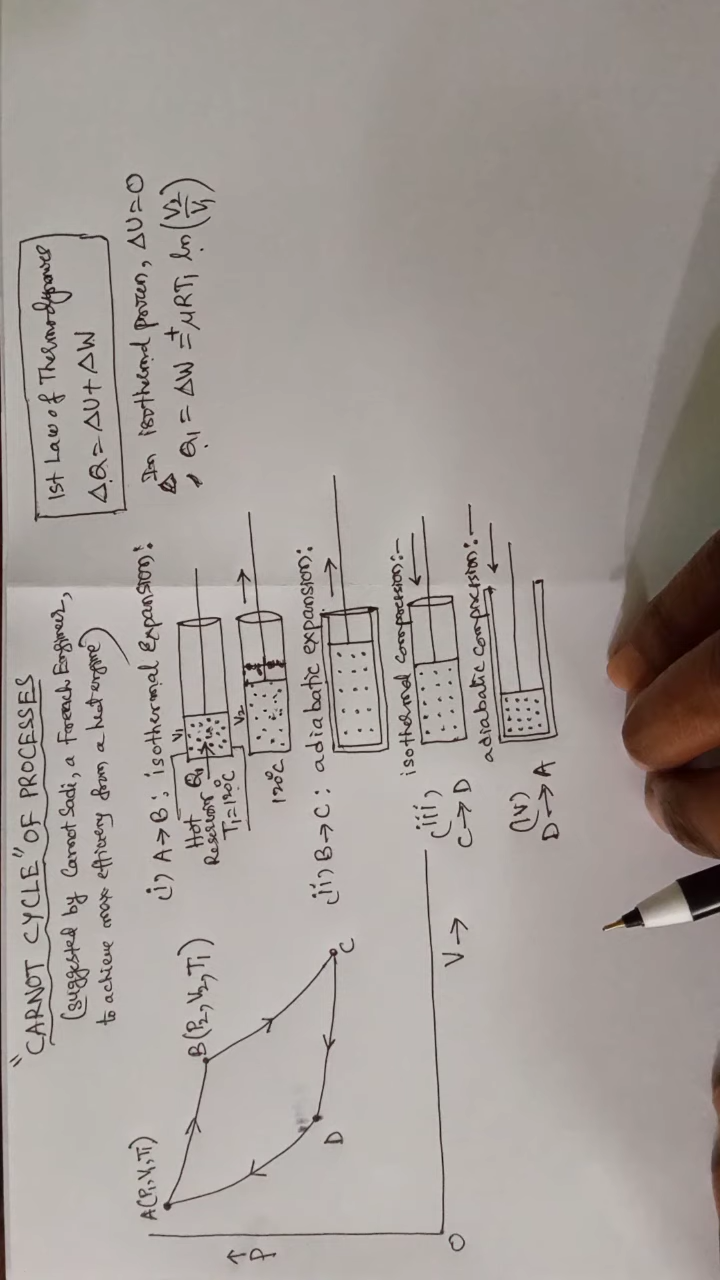 "CARNOT CYCLE" OF PROCESSES
(suggested by Carnot Sadi, a French Engineer,
to achieve max efficiency from a heat engine)
1st Law of Thermodynamics
ΔQ = ΔU + ΔW
A(P₁, V₁, T₁)
B(P₂, V₂, T₁)
C
D
P →
O
V →
(i) A → B : isothermal Expansion :
V₁
Hot
Reservoir
Q₁
T₁ = 120°C
V₂
120°C
In isothermal process, ΔU = 0
Q₁ = ΔW = + μRT₁ ln (V₂/V₁)
(ii) B → C : adiabatic expansion :
(iii) isothermal compression :-
C → D
(iv) adiabatic compression :-
D → A